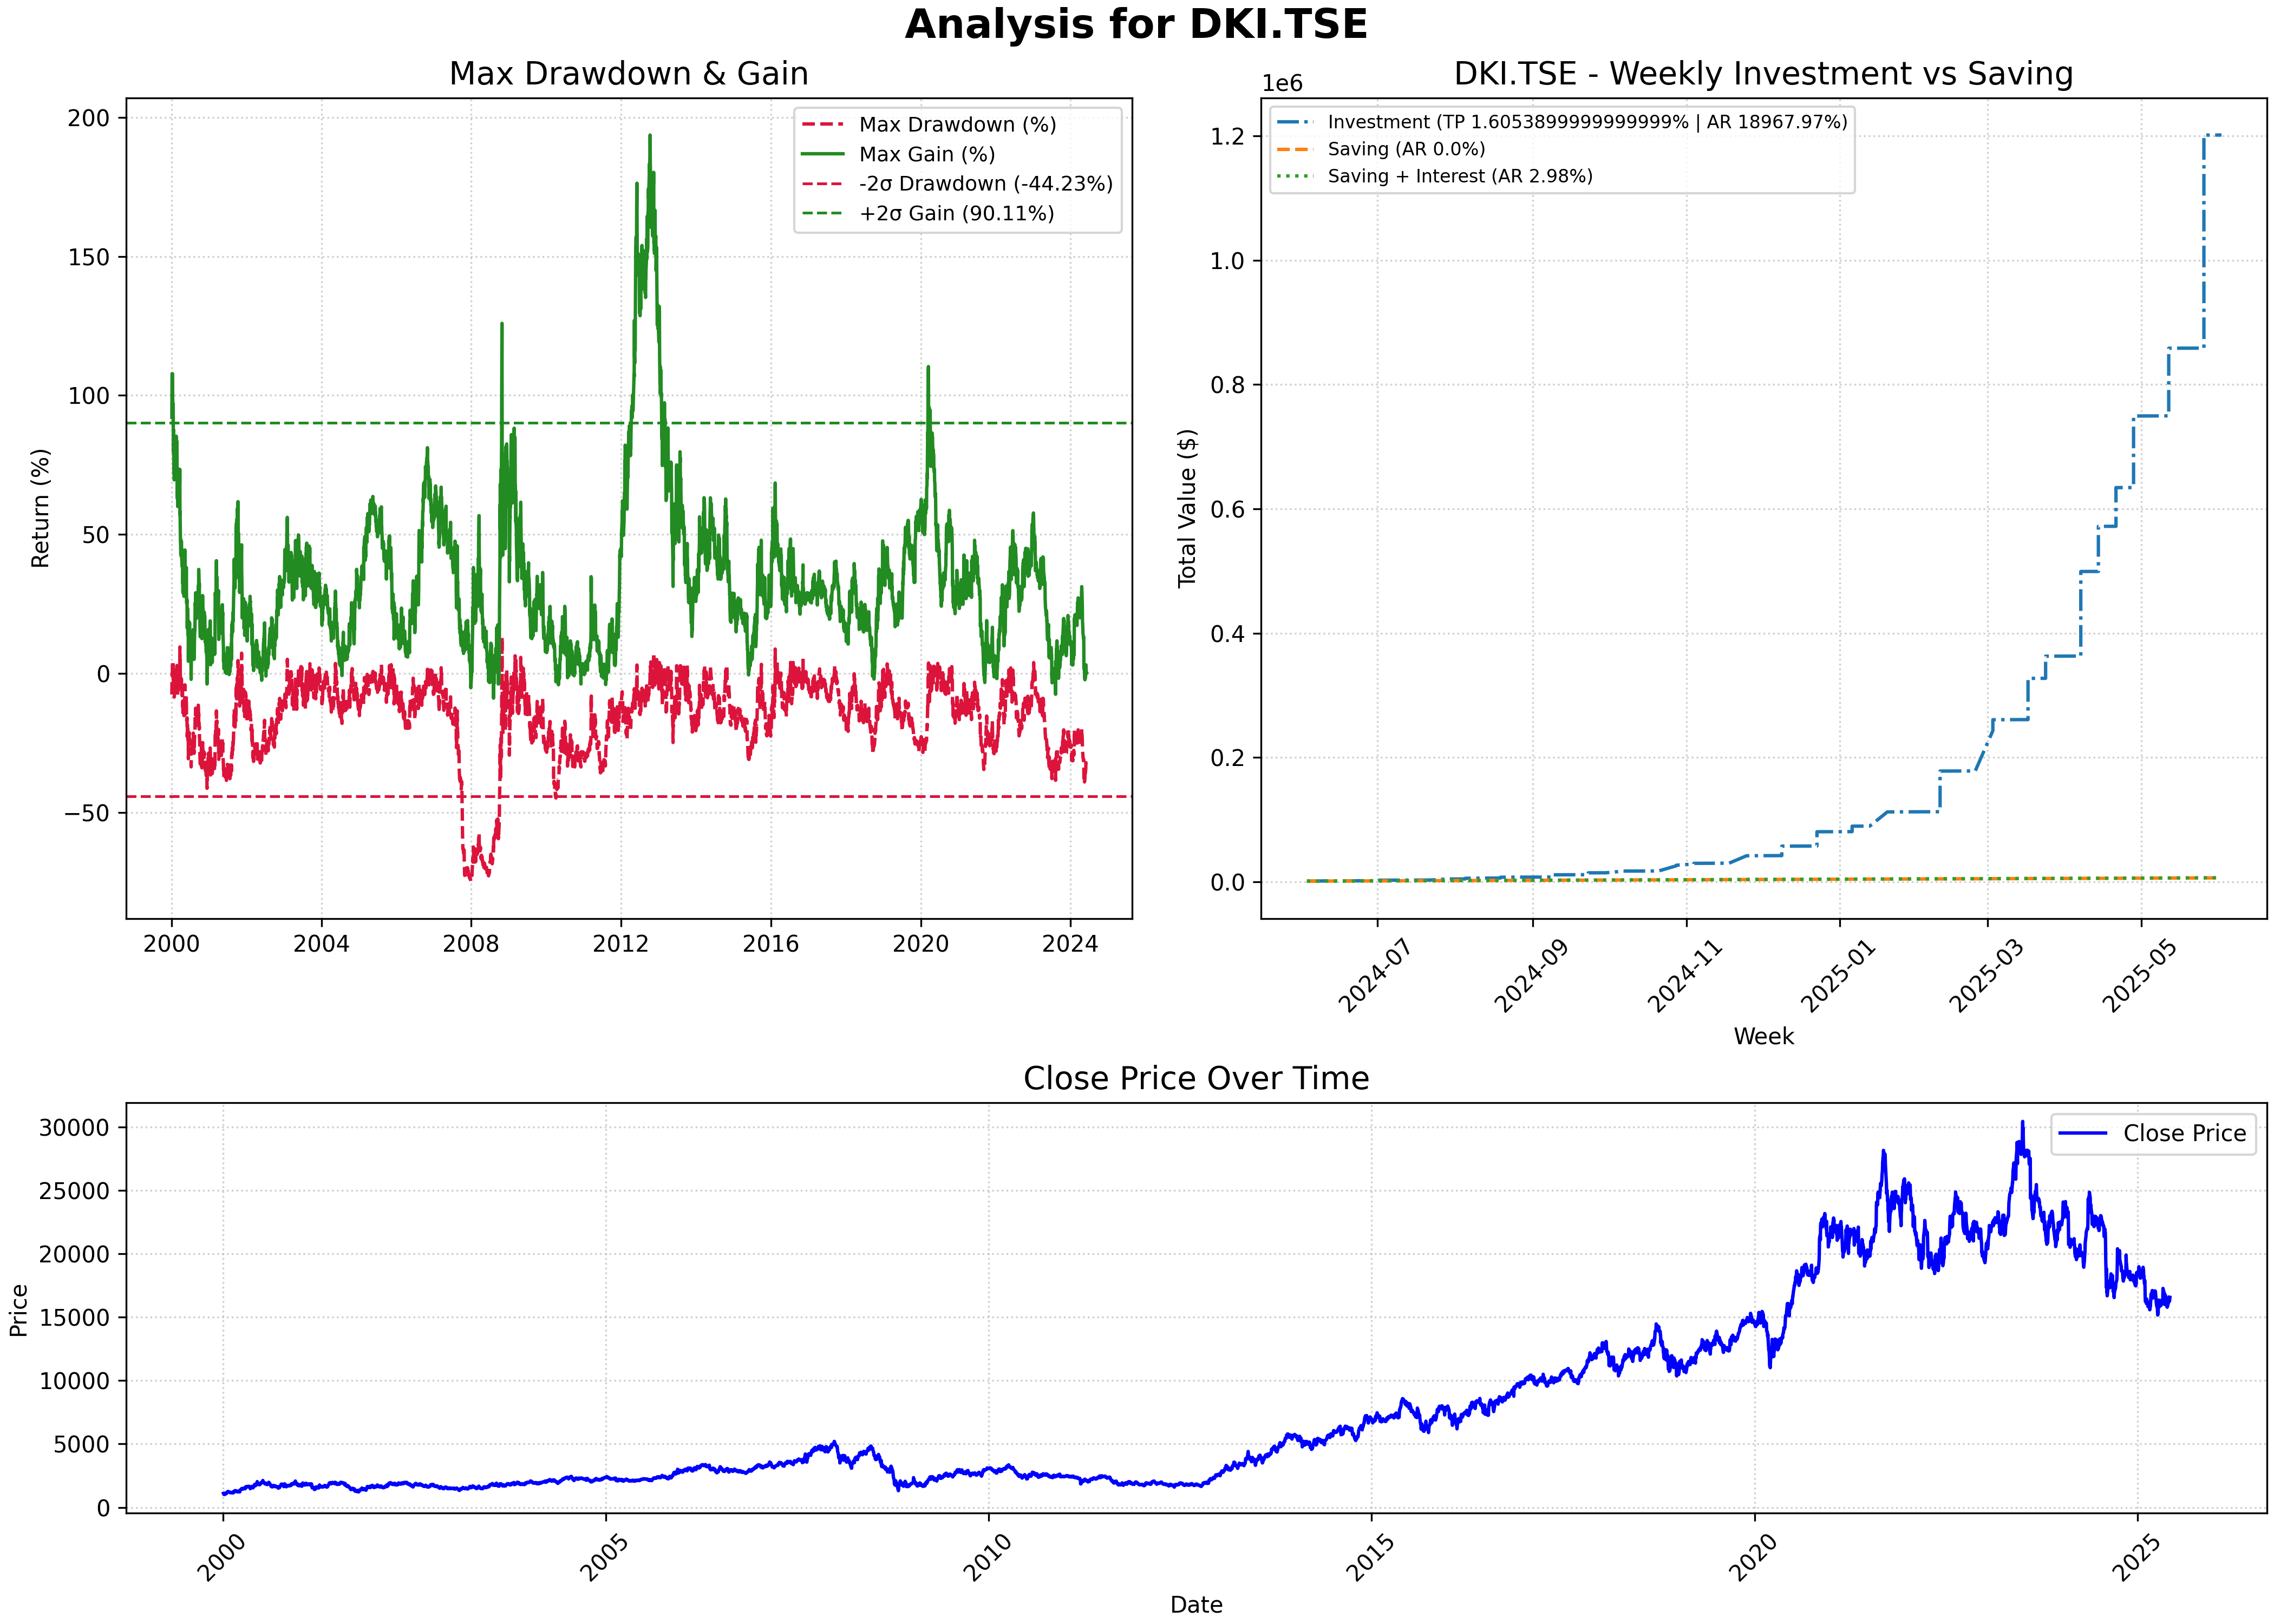 Analysis for DKI.TSE
Max Drawdown & Gain
Return (%)
200
150
100
50
0
−50
2000
2004
2008
2012
2016
2020
2024
Max Drawdown (%)
Max Gain (%)
-2σ Drawdown (-44.23%)
+2σ Gain (90.11%)
DKI.TSE - Weekly Investment vs Saving
1e6
Total Value ($)
1.2
1.0
0.8
0.6
0.4
0.2
0.0
Investment (TP 1.6053899999999999% | AR 18967.97%)
Saving (AR 0.0%)
Saving + Interest (AR 2.98%)
2024-07
2024-09
2024-11
2025-01
2025-03
2025-05
Week
Close Price Over Time
Price
30000
25000
20000
15000
10000
5000
0
Close Price
2000
2005
2010
2015
2020
2025
Date